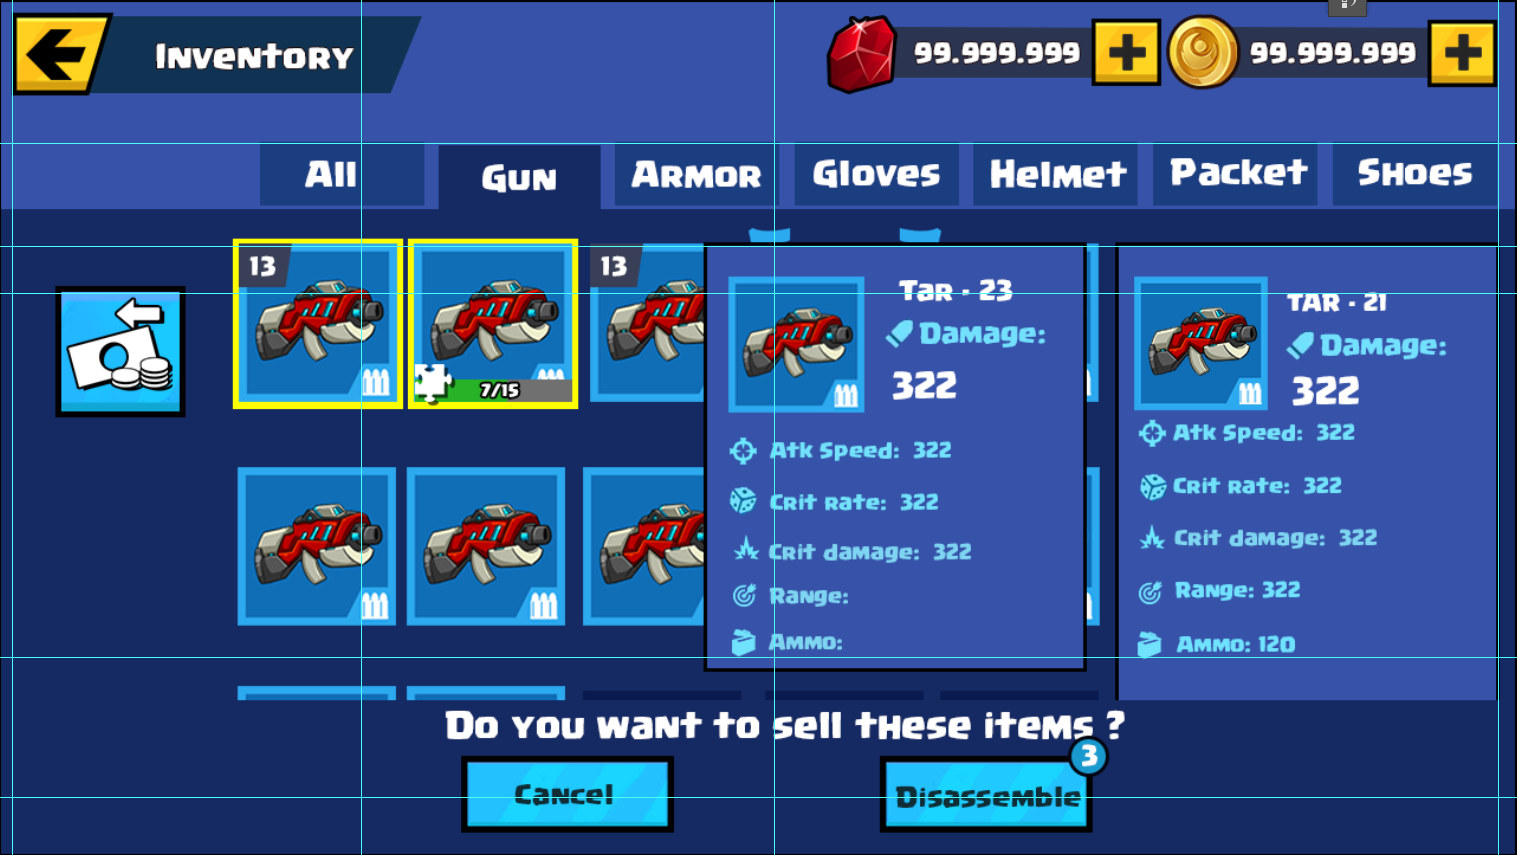 Inventory
99.999.999
99.999.999
All
Gun
Armor
Gloves
Helmet
Packet
Shoes
13
7/15
13
Tar - 23
Damage:
322
Atk Speed: 322
Crit rate: 322
Crit damage: 322
Range:
Ammo:
TAR - 21
Damage:
322
Atk Speed: 322
Crit rate: 322
Crit damage: 322
Range: 322
Ammo: 120
Do you want to sell these items ?
Cancel
Disassemble
3